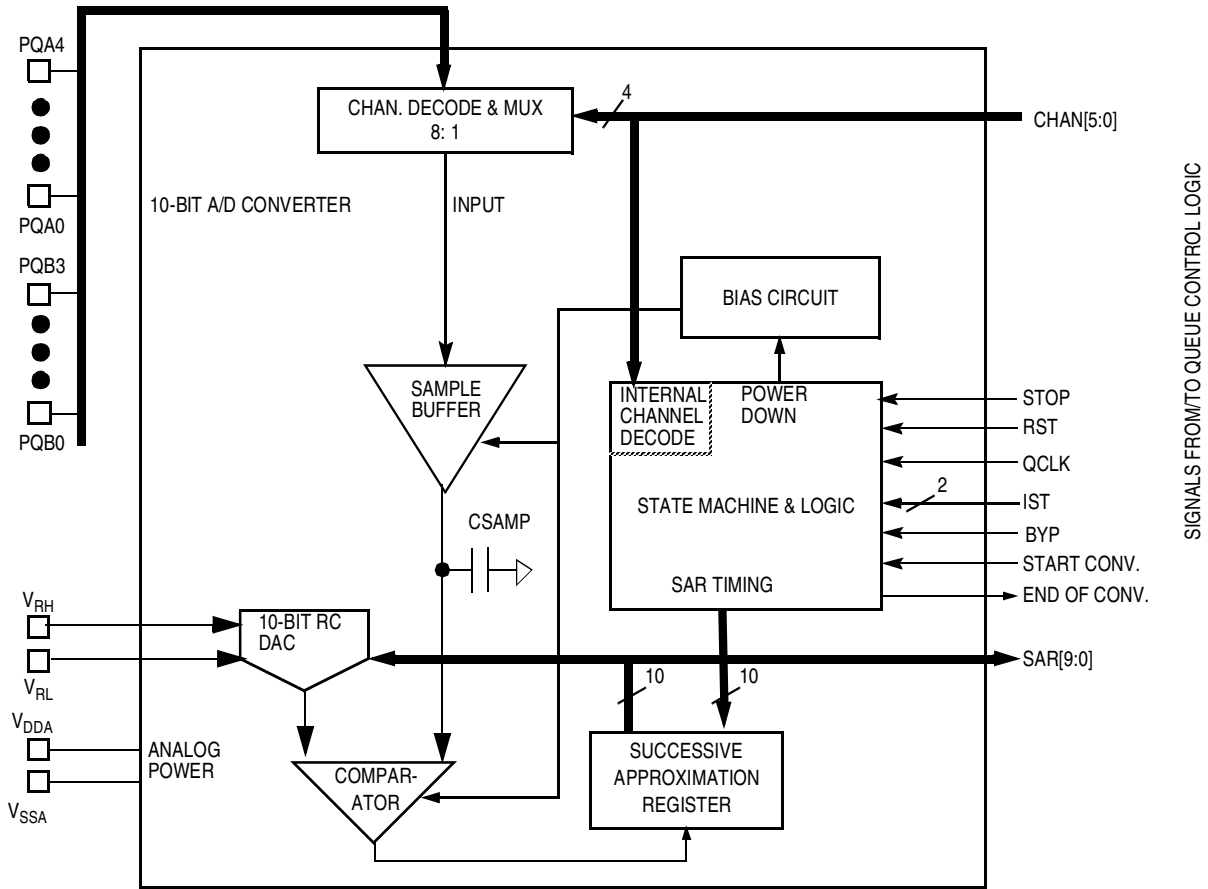 PQA4
PQA0
PQB3
PQB0
CHAN. DECODE & MUX
8: 1
4
CHAN[5:0]
10-BIT A/D CONVERTER
INPUT
BIAS CIRCUIT
SAMPLE
BUFFER
INTERNAL
CHANNEL
DECODE
POWER
DOWN
STATE MACHINE & LOGIC
SAR TIMING
STOP
RST
QCLK
2
IST
BYP
START CONV.
END OF CONV.
SIGNALS FROM/TO QUEUE CONTROL LOGIC
CSAMP
VRH
VRL
10-BIT RC
DAC
SAR[9:0]
10
10
VDDA
VSSA
ANALOG
POWER
COMPAR-
ATOR
SUCCESSIVE
APPROXIMATION
REGISTER